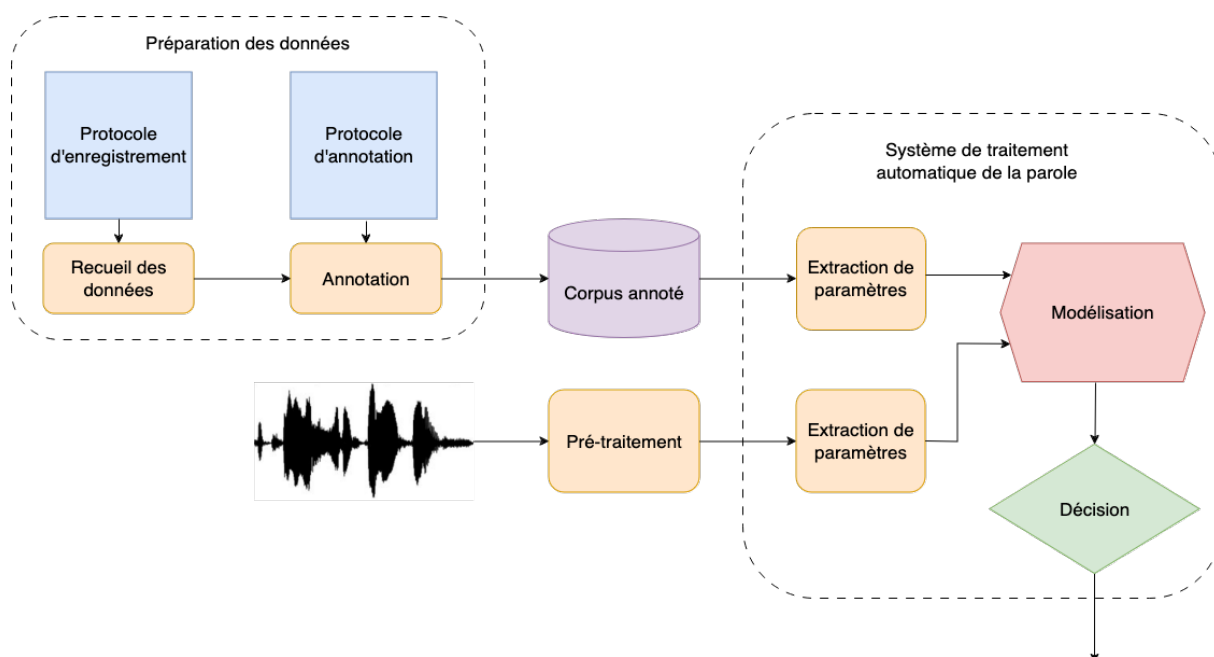 Préparation des données
Protocole
d'enregistrement
Protocole
d'annotation
Recueil des
données
Annotation
Corpus annoté
Système de traitement
automatique de la parole
Extraction de
paramètres
Modélisation
Pré-traitement
Extraction de
paramètres
Décision